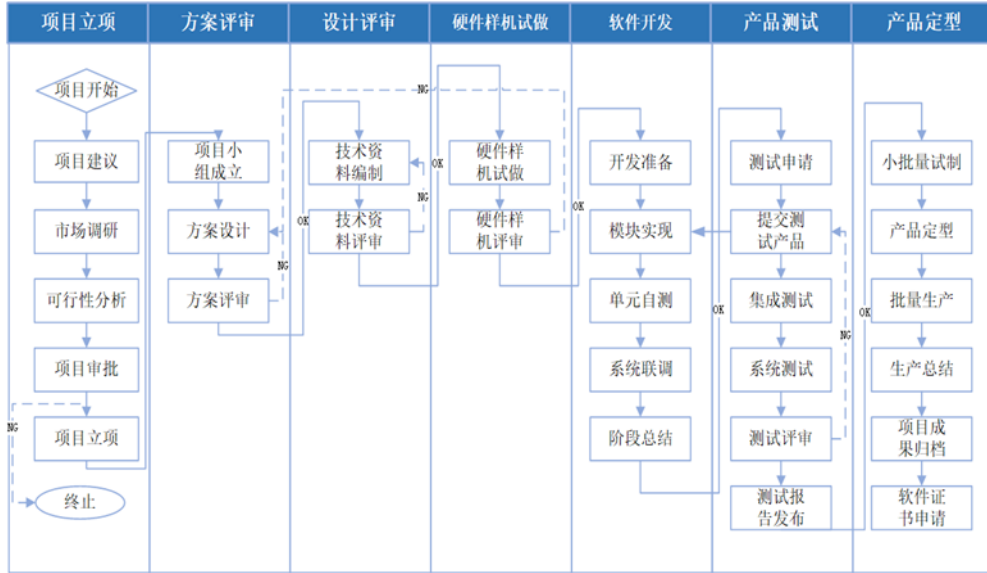 项目立项
方案评审
设计评审
硬件样机试做
软件开发
产品测试
产品定型
项目开始
项目建议
市场调研
可行性分析
项目审批
NG
项目立项
终止
项目小
组成立
方案设计
NG
方案评审
OK
技术资
料编制
NG
技术资
料评审
OK
NG
硬件样
机试做
硬件样
机评审
OK
开发准备
模块实现
单元自测
系统联调
阶段总结
OK
测试申请
提交测
试产品
集成测试
系统测试
NG
测试评审
测试报
告发布
OK
小批量试制
产品定型
批量生产
生产总结
项目成
果归档
软件证
书申请